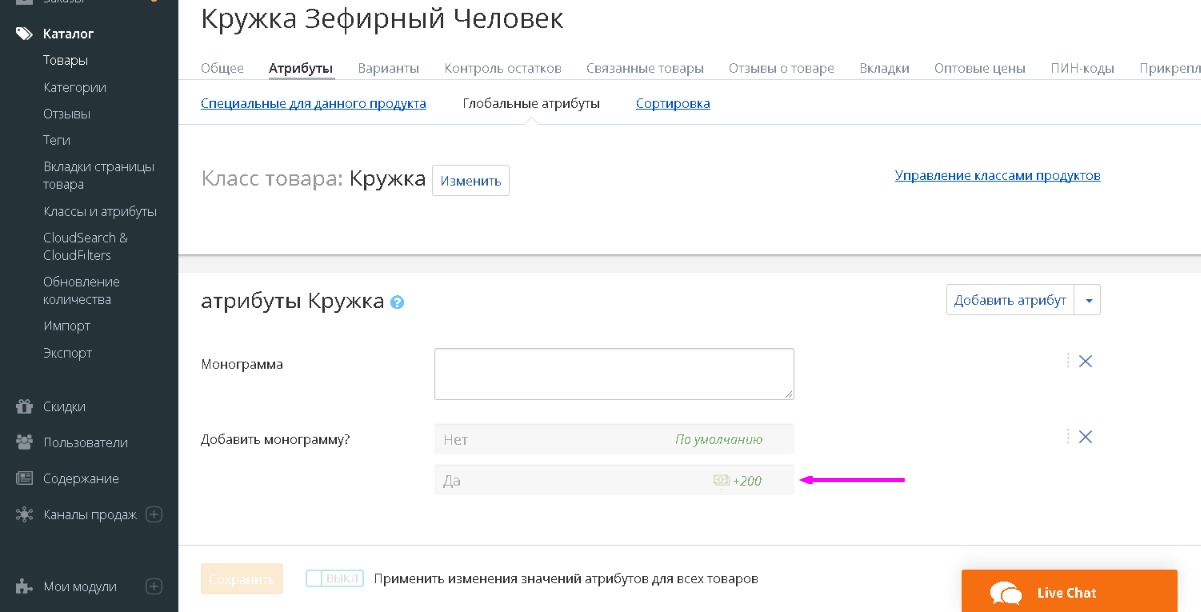 Заказы
Каталог
Товары
Категории
Отзывы
Теги
Вкладки страницы
товара
Классы и атрибуты
CloudSearch &
CloudFilters
Обновление
количества
Импорт
Экспорт
Скидки
Пользователи
Содержание
Каналы продаж
Мои модули
Кружка Зефирный Человек
Общее Атрибуты Варианты Контроль остатков Связанные товары Отзывы о товаре Вкладки Оптовые цены ПИН-коды Прикрепл
Специальные для данного продукта Глобальные атрибуты Сортировка
Класс товара: Кружка Изменить Управление классами продуктов
атрибуты Кружка ? Добавить атрибут
Монограмма
Добавить монограмму? Нет По умолчанию
Да +200
Сохранить ВЫКЛ Применить изменения значений атрибутов для всех товаров
Live Chat